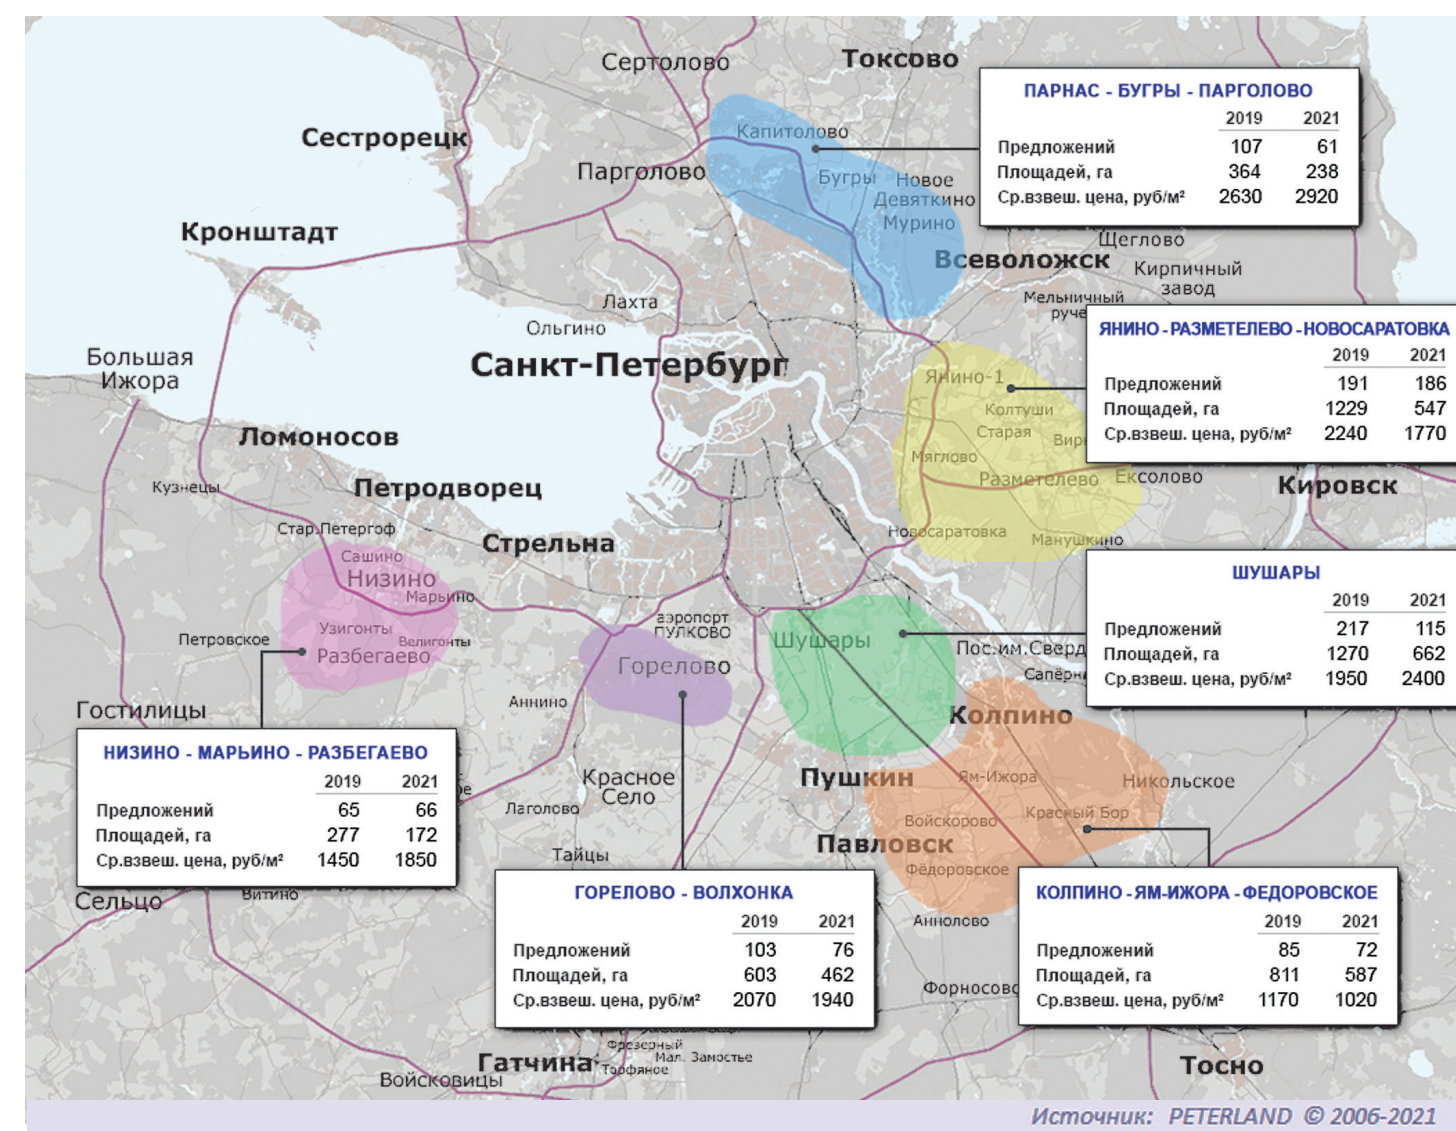 Сертолово
Токсово
ПАРНАС - БУГРЫ - ПАРГОЛОВО
2019 2021
Предложений 107 61
Площадей, га 364 238
Ср.взвеш. цена, руб/м² 2630 2920
Сестрорецк
Капитолово
Парголово
Бугры
Новое
Девяткино
Мурино
Кронштадт
Щеглово
Всеволожск
Кирпичный
завод
Мельничный
Лахта
Ольгино
Санкт-Петербург
Большая
Ижора
ЯНИНО - РАЗМЕТЕЛЕВО - НОВОСАРАТОВКА
2019 2021
Предложений 191 186
Площадей, га 1229 547
Ср.взвеш. цена, руб/м² 2240 1770
Янино-1
Колтуши
Старая
Мяглово
Разметелево
Ексолово
Кировск
Новосаратовка
Манушкино
Ломоносов
Кузнецы
Петродворец
Стар.Петергоф
Стрельна
Сашино
Низино
Марьино
Узигонты
Велигонты
Петровское
Разбегаево
аэропорт
ПУЛКОВО
Горелово
Шушары
ШУШАРЫ
2019 2021
Предложений 217 115
Площадей, га 1270 662
Ср.взвеш. цена, руб/м² 1950 2400
Пос.им.Сверд
Аннино
Гостилицы
Колпино
НИЗИНО - МАРЬИНО - РАЗБЕГАЕВО
2019 2021
Предложений 65 66
Площадей, га 277 172
Ср.взвеш. цена, руб/м² 1450 1850
Красное
Село
Лаголово
Тайцы
Пушкин
Ям-Ижора
Никольское
Войскорово
Красный Бор
Павловск
Фёдоровское
Сельцо
Витино
ГОРЕЛОВО - ВОЛХОНКА
2019 2021
Предложений 103 76
Площадей, га 603 462
Ср.взвеш. цена, руб/м² 2070 1940
КОЛПИНО - ЯМ-ИЖОРА - ФЕДОРОВСКОЕ
2019 2021
Предложений 85 72
Площадей, га 811 587
Ср.взвеш. цена, руб/м² 1170 1020
Аннолово
Форносово
Гатчина
Фрезерный
Мал. Замостье
Торфяное
Войсковицы
Тосно
Источник: PETERLAND © 2006-2021